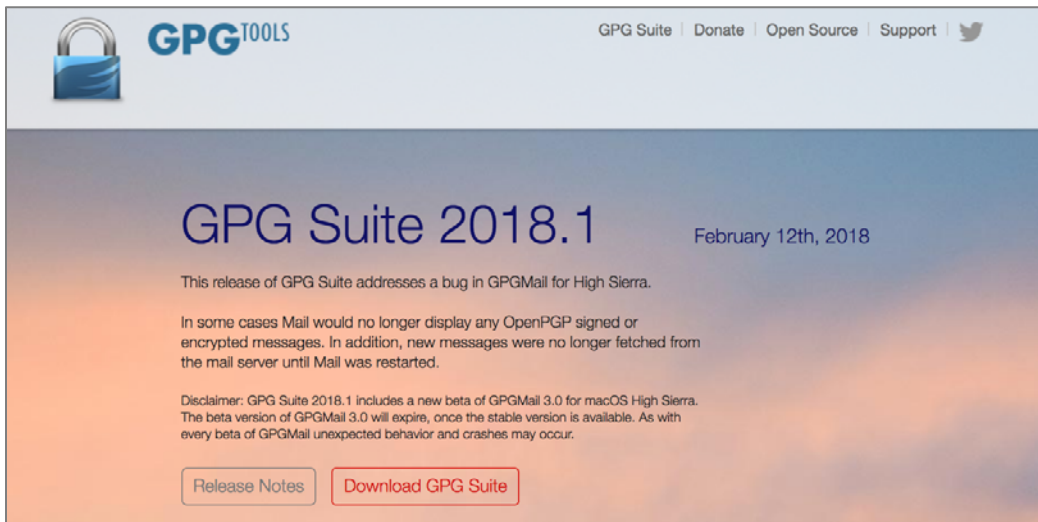 GPGTOOLS
GPG Suite | Donate | Open Source | Support |
GPG Suite 2018.1
February 12th, 2018
This release of GPG Suite addresses a bug in GPGMail for High Sierra.
In some cases Mail would no longer display any OpenPGP signed or
encrypted messages. In addition, new messages were no longer fetched from
the mail server until Mail was restarted.
Disclaimer: GPG Suite 2018.1 includes a new beta of GPGMail 3.0 for macOS High Sierra.
The beta version of GPGMail 3.0 will expire, once the stable version is available. As with
every beta of GPGMail unexpected behavior and crashes may occur.
Release Notes
Download GPG Suite